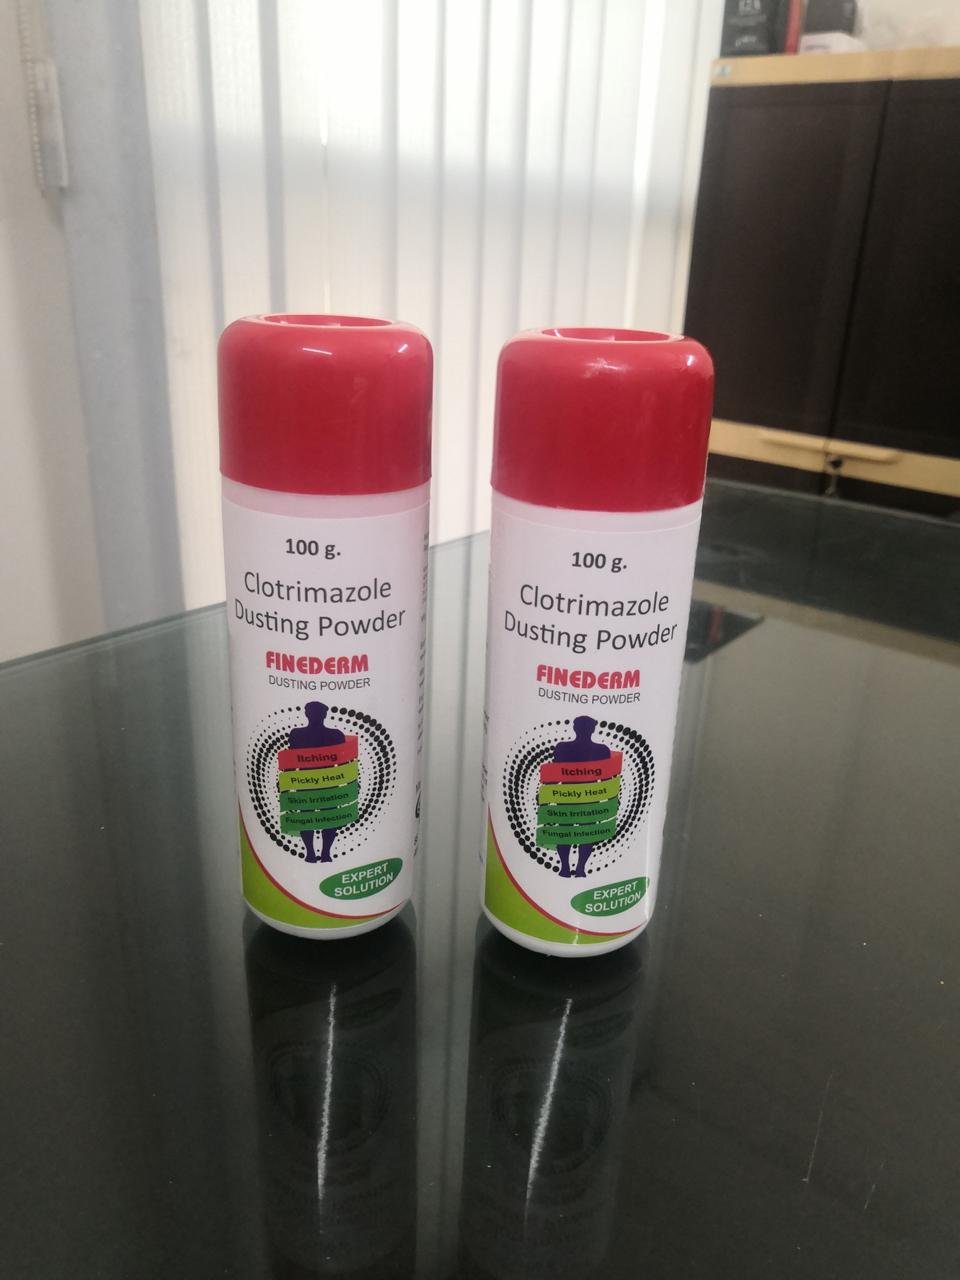 100 g.
Clotrimazole
Dusting Powder
FINEDERM
DUSTING POWDER
Itching
Pickly Heat
Skin Irritation
Fungal Infection
EXPERT
SOLUTION
100 g.
Clotrimazole
Dusting Powder
FINEDERM
DUSTING POWDER
Itching
Pickly Heat
Skin Irritation
Fungal Infection
EXPERT
SOLUTION